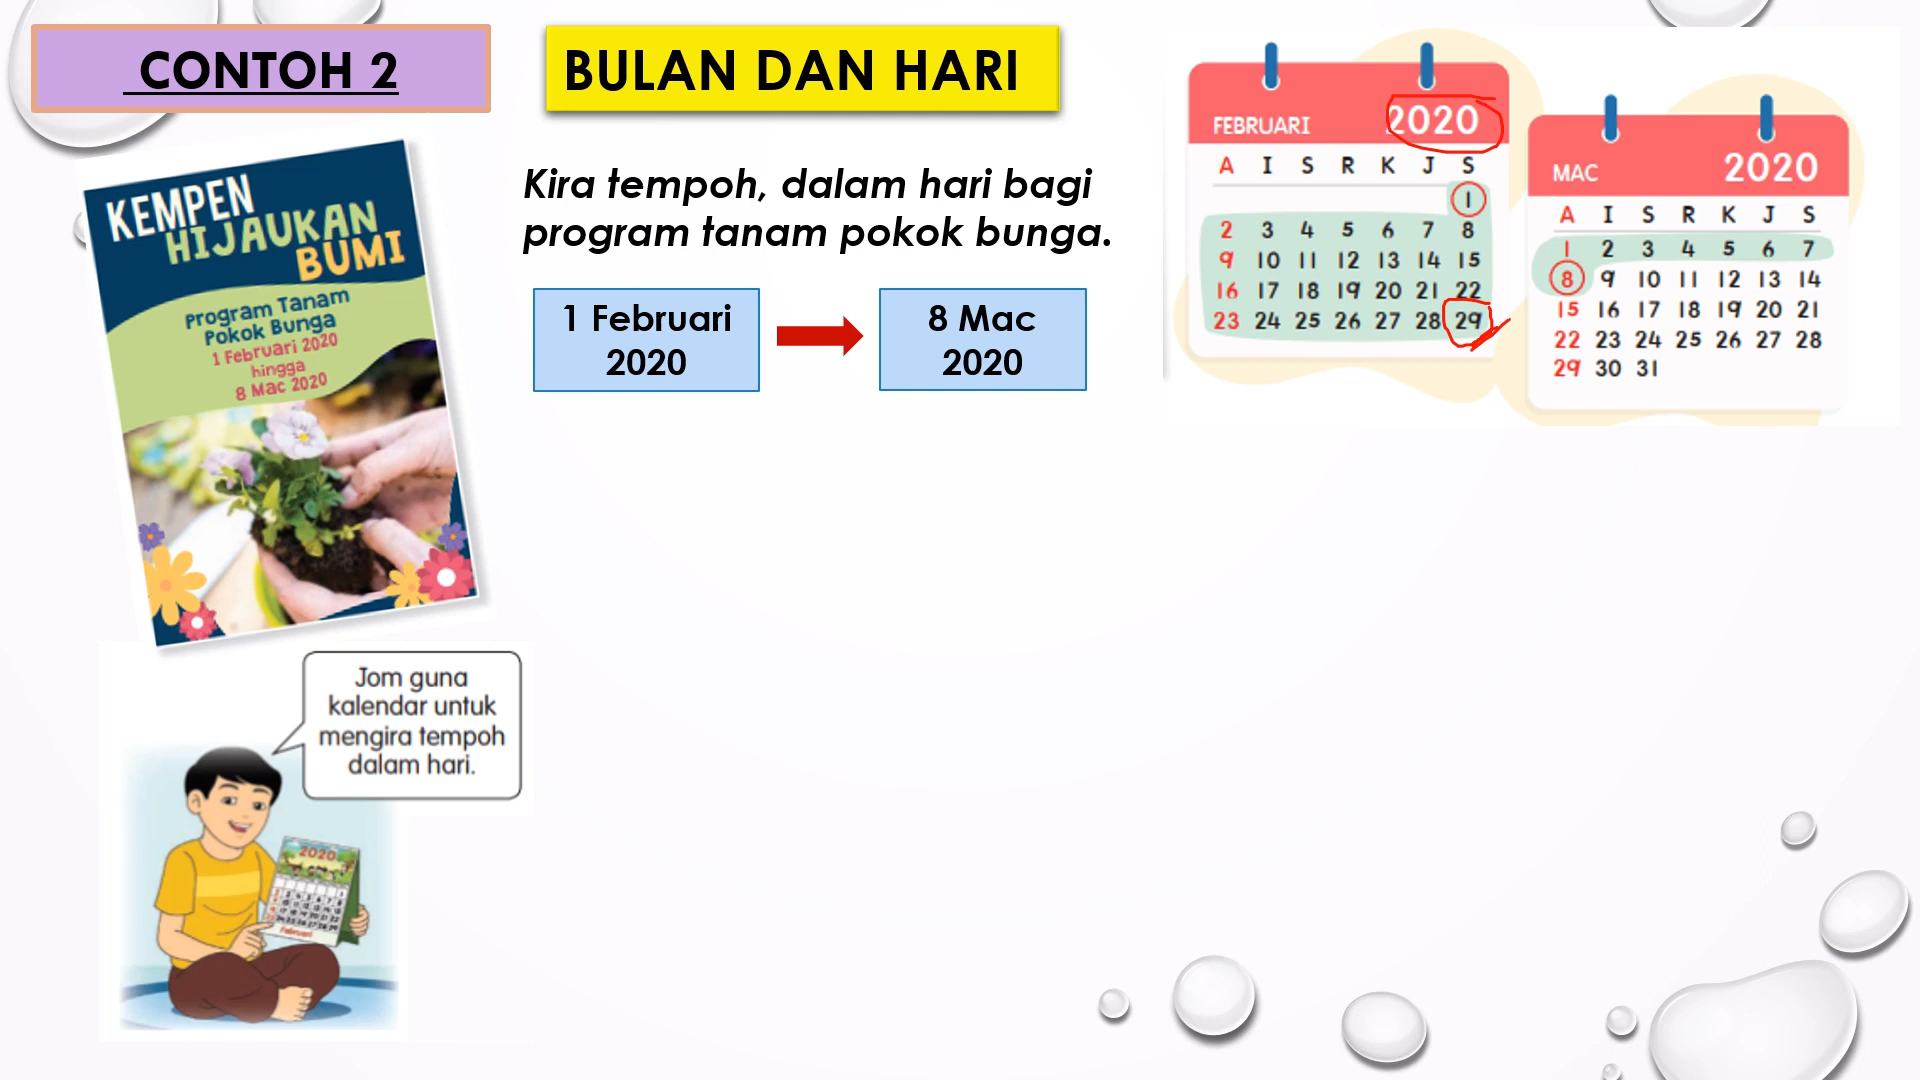 CONTOH 2
BULAN DAN HARI
KEMPEN
HIJAUKAN
BUMI
Program Tanam
Pokok Bunga
1 Februari 2020
hingga
8 Mac 2020
Kira tempoh, dalam hari bagi
program tanam pokok bunga.
1 Februari
2020
8 Mac
2020
FEBRUARI 2020
A I S R K J S
1
2 3 4 5 6 7 8
9 10 11 12 13 14 15
16 17 18 19 20 21 22
23 24 25 26 27 28 29
MAC 2020
A I S R K J S
1 2 3 4 5 6 7
8 9 10 11 12 13 14
15 16 17 18 19 20 21
22 23 24 25 26 27 28
29 30 31
Jom guna
kalendar untuk
mengira tempoh
dalam hari.
2020
Februari